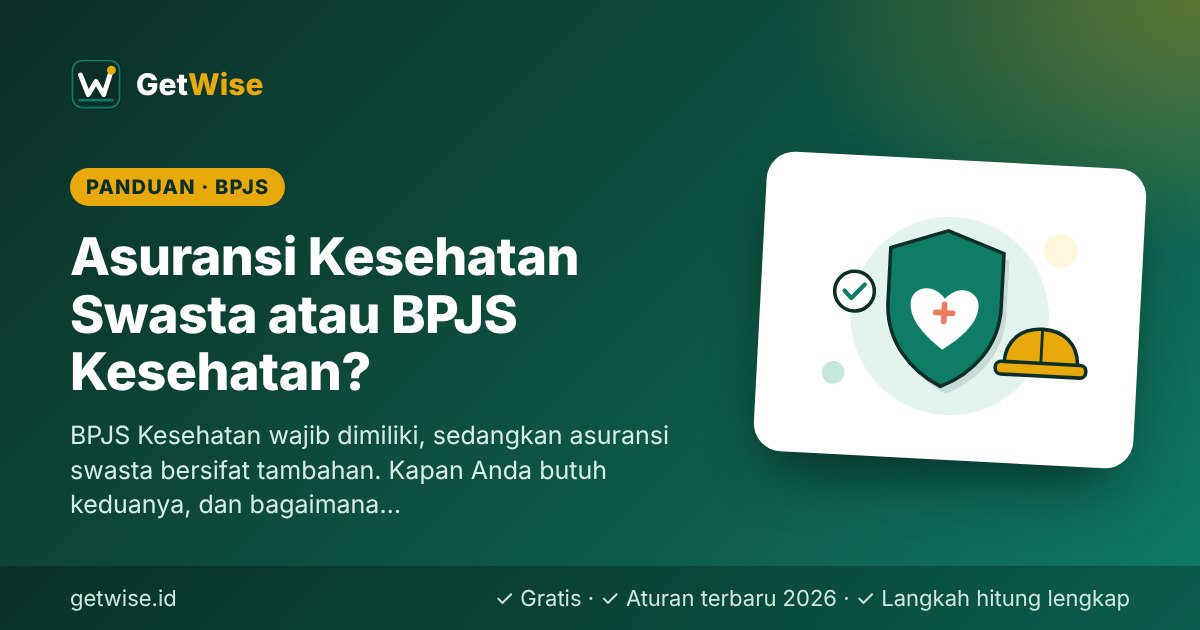 GetWise
PANDUAN · BPJS
Asuransi Kesehatan
Swasta atau BPJS
Kesehatan?
BPJS Kesehatan wajib dimiliki, sedangkan asuransi
swasta bersifat tambahan. Kapan Anda butuh
keduanya, dan bagaimana...
getwise.id
✓ Gratis · ✓ Aturan terbaru 2026 · ✓ Langkah hitung lengkap